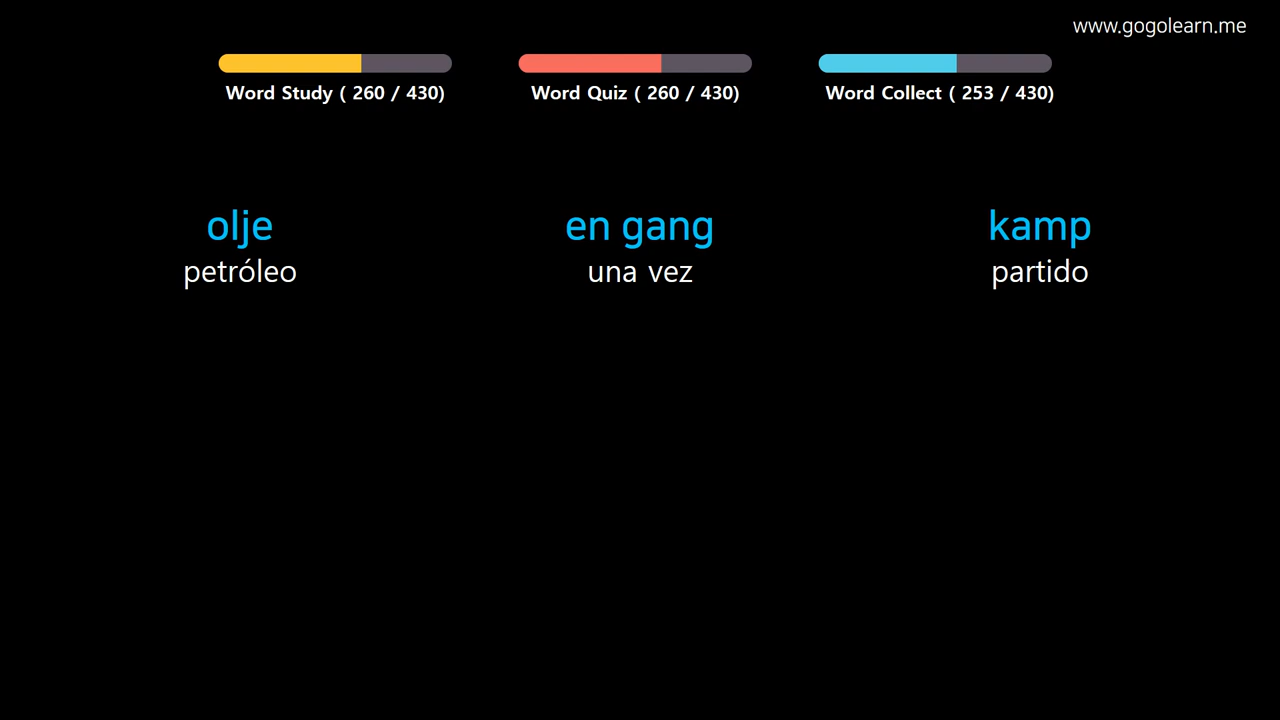 www.gogolearn.me
Word Study ( 260 / 430)
Word Quiz ( 260 / 430)
Word Collect ( 253 / 430)
olje
petróleo
en gang
una vez
kamp
partido